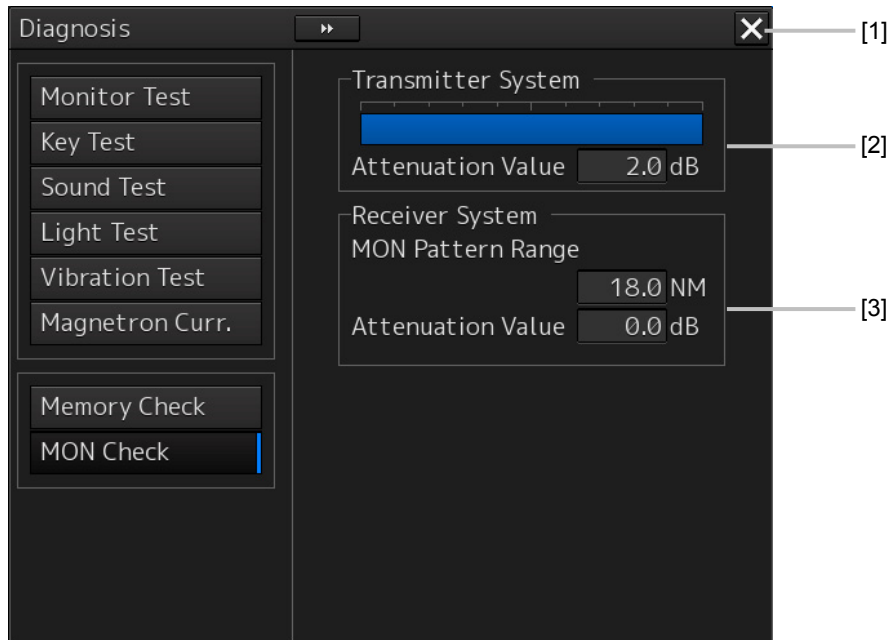 Diagnosis
[1]
Monitor Test
Key Test
Sound Test
Light Test
Vibration Test
Magnetron Curr.
Memory Check
MON Check
Transmitter System
Attenuation Value 2.0 dB
[2]
Receiver System
MON Pattern Range
18.0 NM
Attenuation Value 0.0 dB
[3]